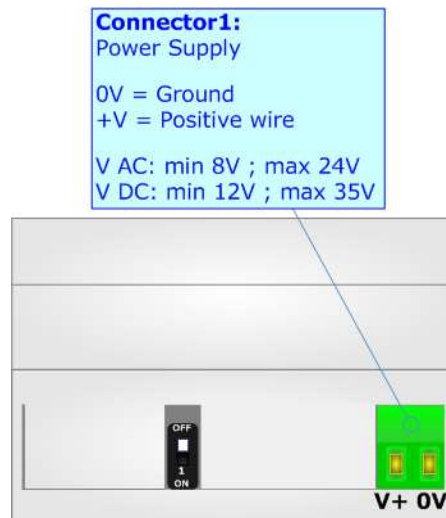 Connector1:
Power Supply
0V = Ground
+V = Positive wire
V AC: min 8V ; max 24V
V DC: min 12V ; max 35V
OFF
1
ON
V+ 0V